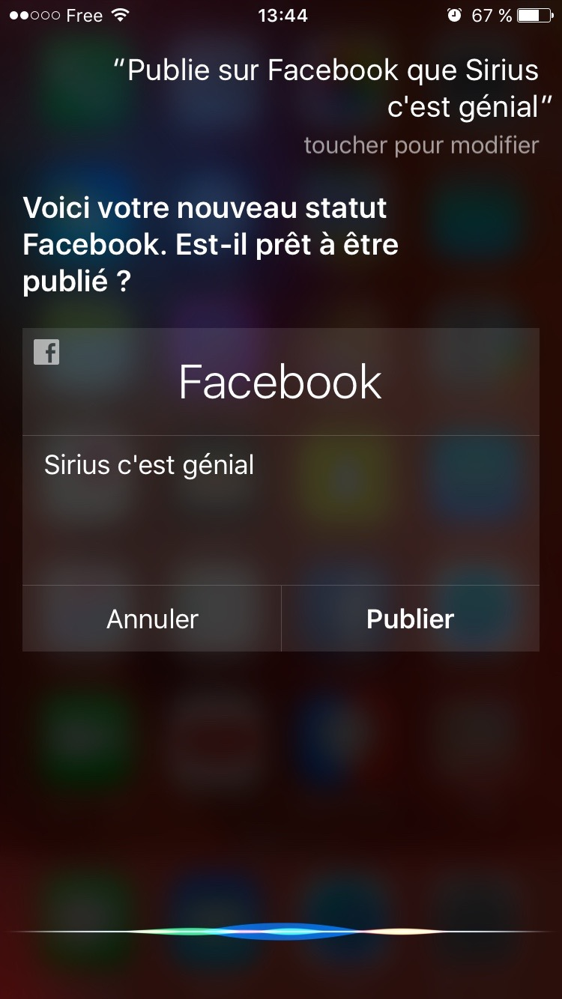 Free 13:44 67 %
“Publie sur Facebook que Sirius
c'est génial”
toucher pour modifier
Voici votre nouveau statut
Facebook. Est-il prêt à être
publié ?
f
Facebook
Sirius c'est génial
Annuler Publier